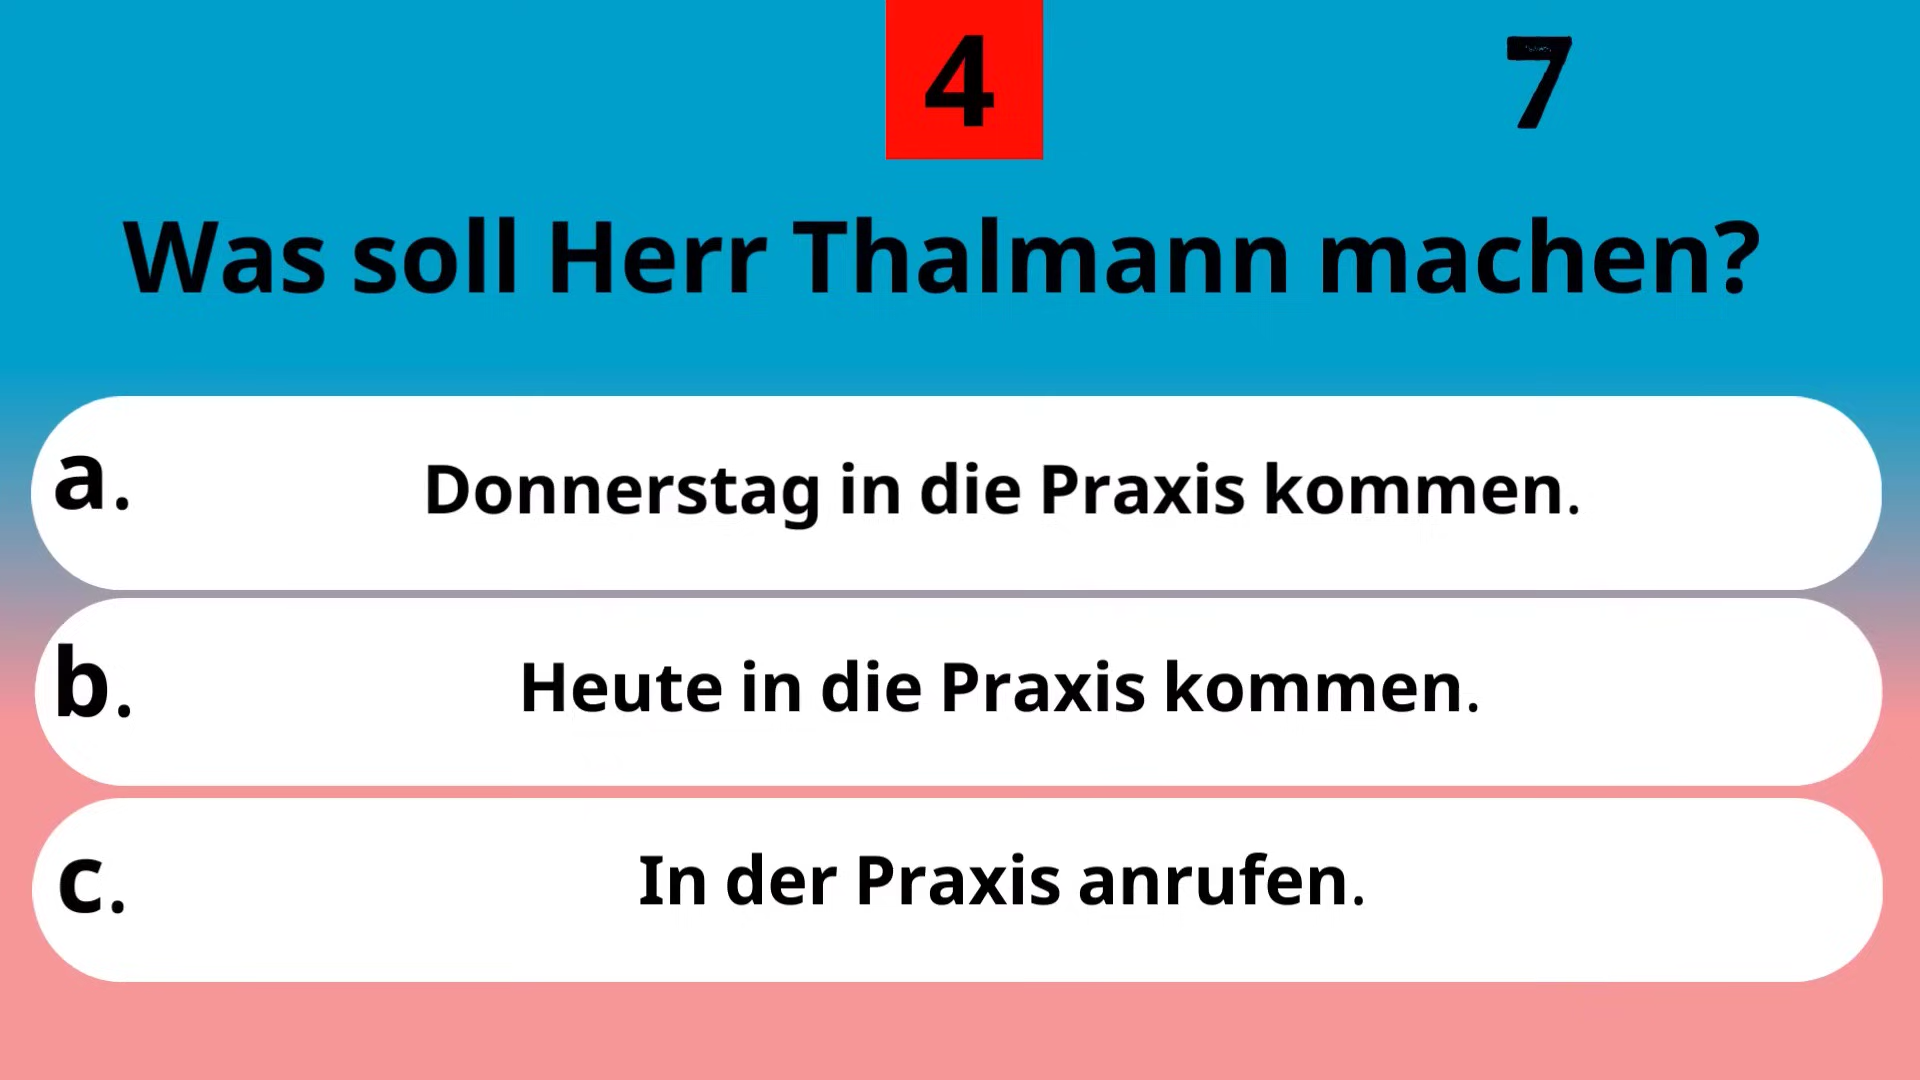 4 7
Was soll Herr Thalmann machen?
a. Donnerstag in die Praxis kommen.
b. Heute in die Praxis kommen.
c. In der Praxis anrufen.